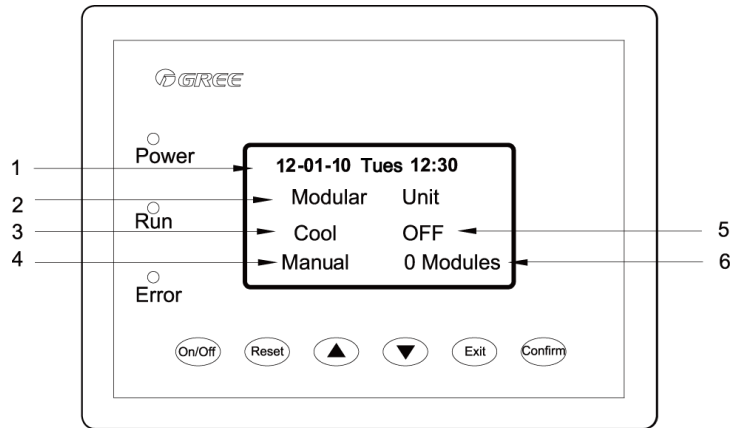 GREE
Power
Run
Error
12-01-10 Tues 12:30
Modular Unit
Cool OFF
Manual 0 Modules
1
2
3
4
5
6
On/Off Reset ▲ ▼ Exit Confirm